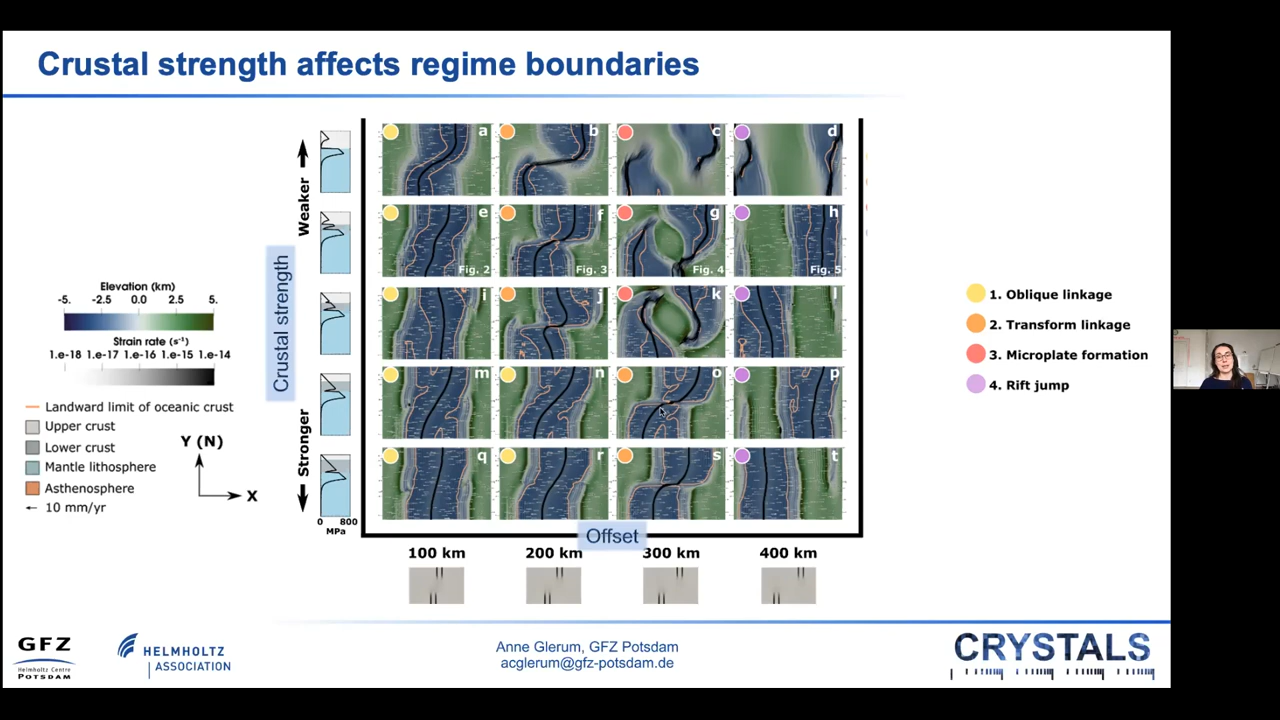 Crustal strength affects regime boundaries
Elevation (km)
-5. -2.5 0.0 2.5 5.
Strain rate (s⁻¹)
1.e-18 1.e-17 1.e-16 1.e-15 1.e-14
Landward limit of oceanic crust
Upper crust
Lower crust
Mantle lithosphere
Asthenosphere
10 mm/yr
Y (N)
X
Weaker
Crustal strength
Stronger
0 800
MPa
a b c d
e f g h
Fig. 2 Fig. 3 Fig. 4 Fig. 5
i j k l
m n o p
q r s t
Offset
100 km 200 km 300 km 400 km
1. Oblique linkage
2. Transform linkage
3. Microplate formation
4. Rift jump
GFZ
Helmholtz Centre
POTSDAM
HELMHOLTZ
ASSOCIATION
Anne Glerum, GFZ Potsdam
acglerum@gfz-potsdam.de
CRYSTALS